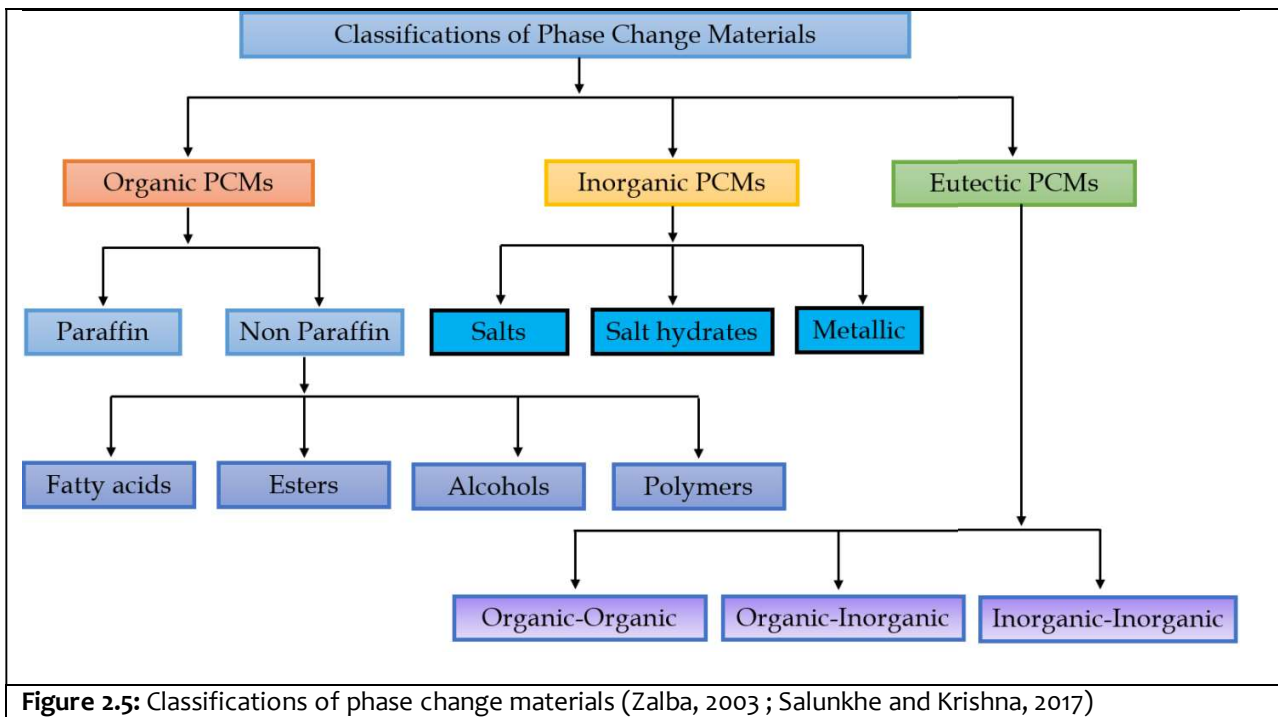 Classifications of Phase Change Materials
Organic PCMs
Inorganic PCMs
Eutectic PCMs
Paraffin
Non Paraffin
Salts
Salt hydrates
Metallic
Fatty acids
Esters
Alcohols
Polymers
Organic-Organic
Organic-Inorganic
Inorganic-Inorganic
Figure 2.5: Classifications of phase change materials (Zalba, 2003 ; Salunkhe and Krishna, 2017)